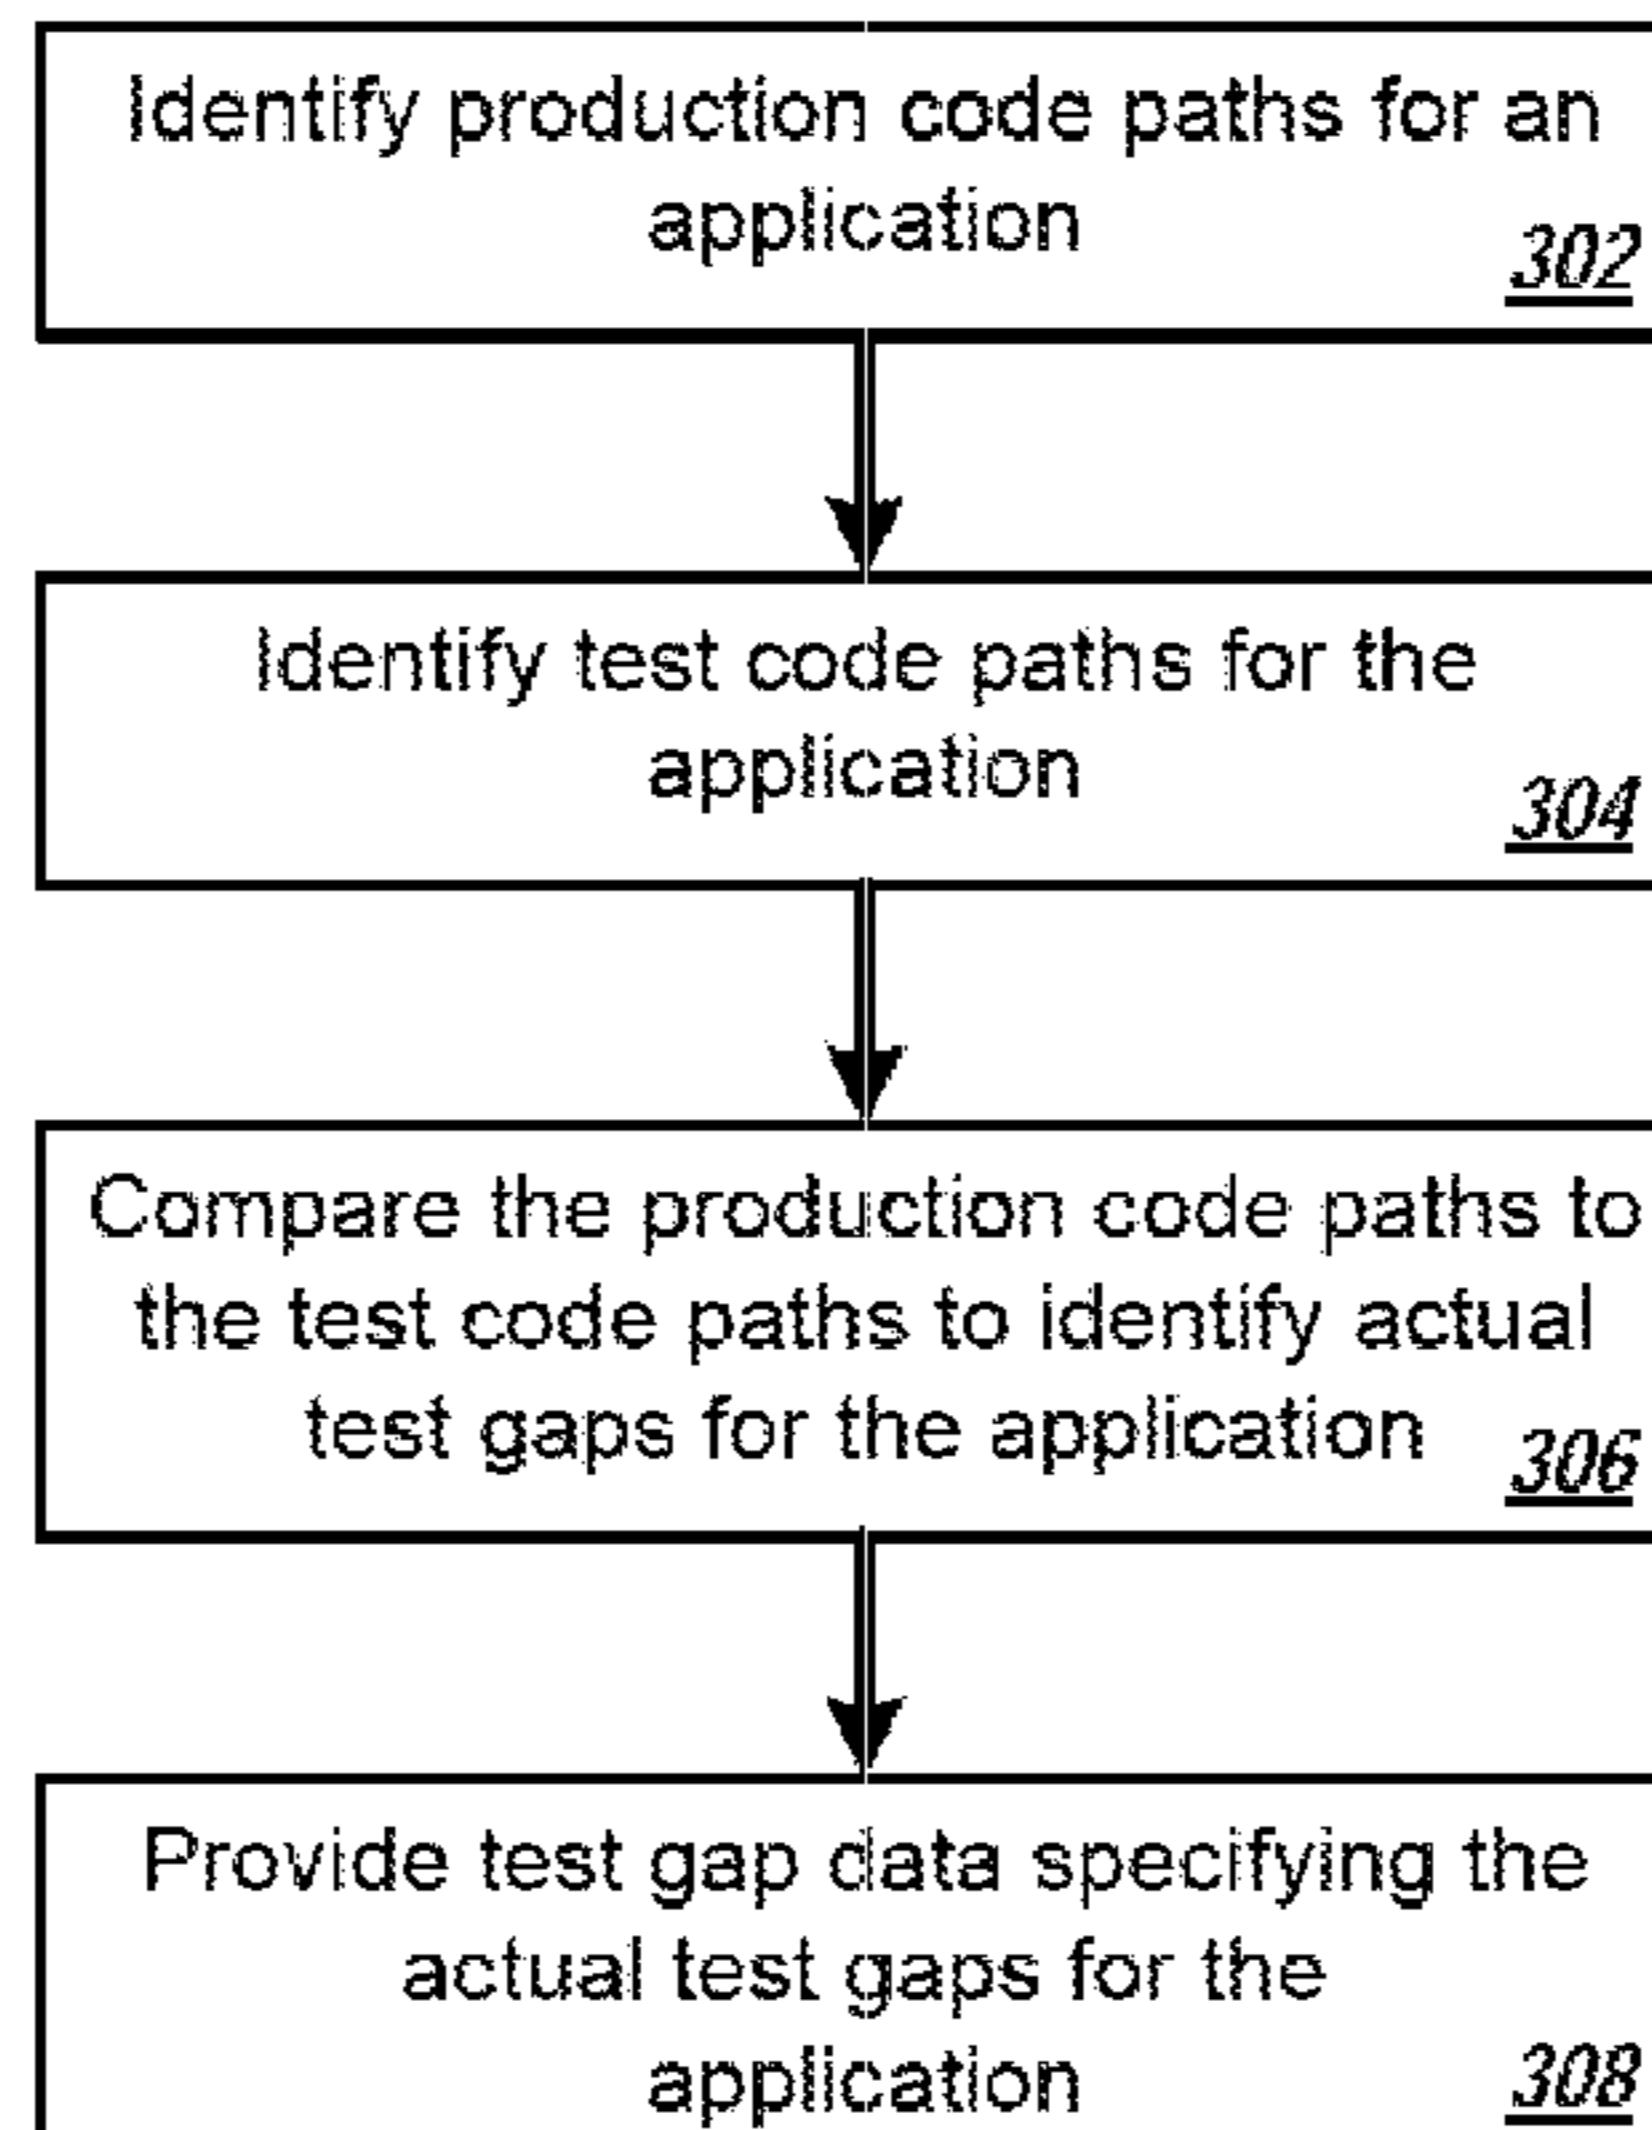 Identify production code paths for an
application
302
Identify test code paths for the
application
304
Compare the production code paths to
the test code paths to identify actual
test gaps for the application
306
Provide test gap data specifying the
actual test gaps for the
application
308